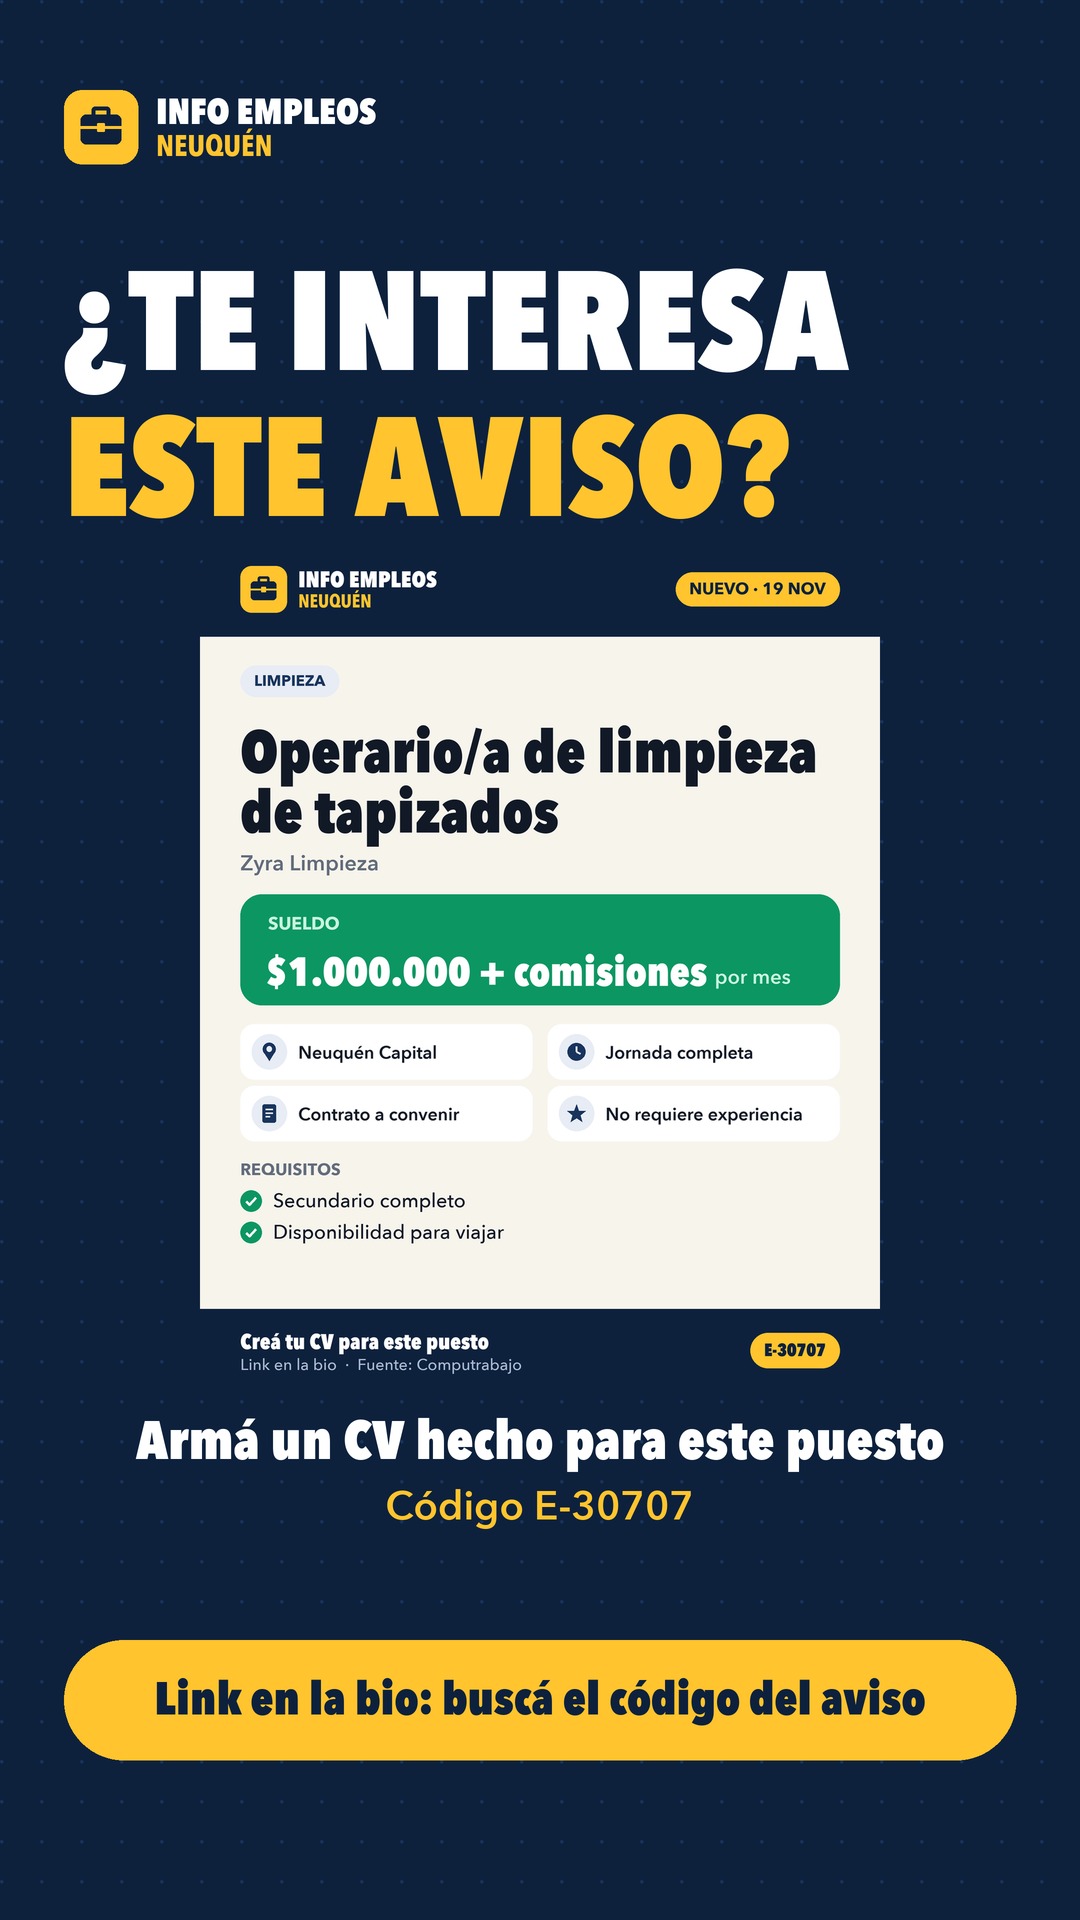 INFO EMPLEOS
NEUQUÉN
¿TE INTERESA
ESTE AVISO?
INFO EMPLEOS
NEUQUÉN
NUEVO · 19 NOV
LIMPIEZA
Operario/a de limpieza
de tapizados
Zyra Limpieza
SUELDO
$1.000.000 + comisiones por mes
Neuquén Capital
Jornada completa
Contrato a convenir
No requiere experiencia
REQUISITOS
Secundario completo
Disponibilidad para viajar
Creá tu CV para este puesto
Link en la bio · Fuente: Computrabajo
E-30707
Armá un CV hecho para este puesto
Código E-30707
Link en la bio: buscá el código del aviso